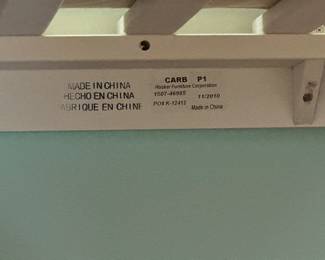 MADE IN CHINA
HECHO EN CHINA
FABRIQUE EN CHINE
CARB P1
Hooker Furniture Corporation
11/2010
Made in China